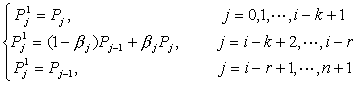 P_j^1 = P_j, j = 0,1,⋯,i−k+1
P_j^1 = (1−β_j)P_{j−1} + β_j P_j, j = i−k+2,⋯,i−r
P_j^1 = P_{j−1}, j = i−r+1,⋯,n+1